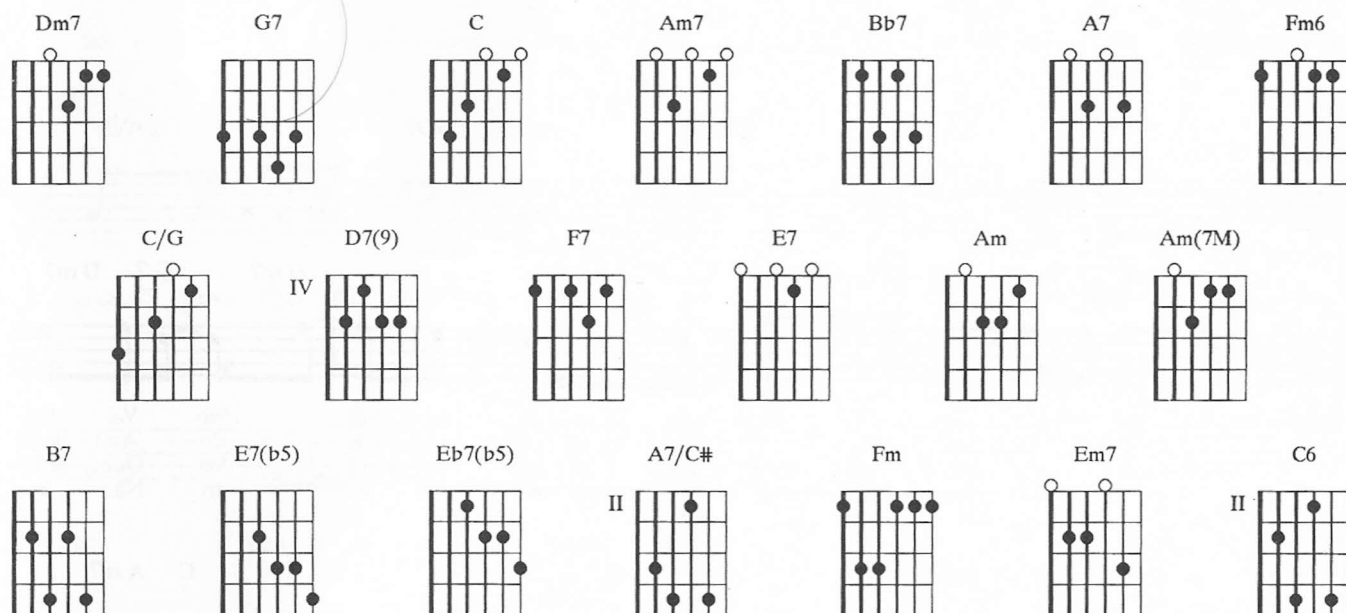 Dm7 G7 C Am7 Bb7 A7 Fm6
C/G D7(9) F7 E7 Am Am(7M)
IV
B7 E7(b5) Eb7(b5) A7/C# Fm Em7 C6
II II